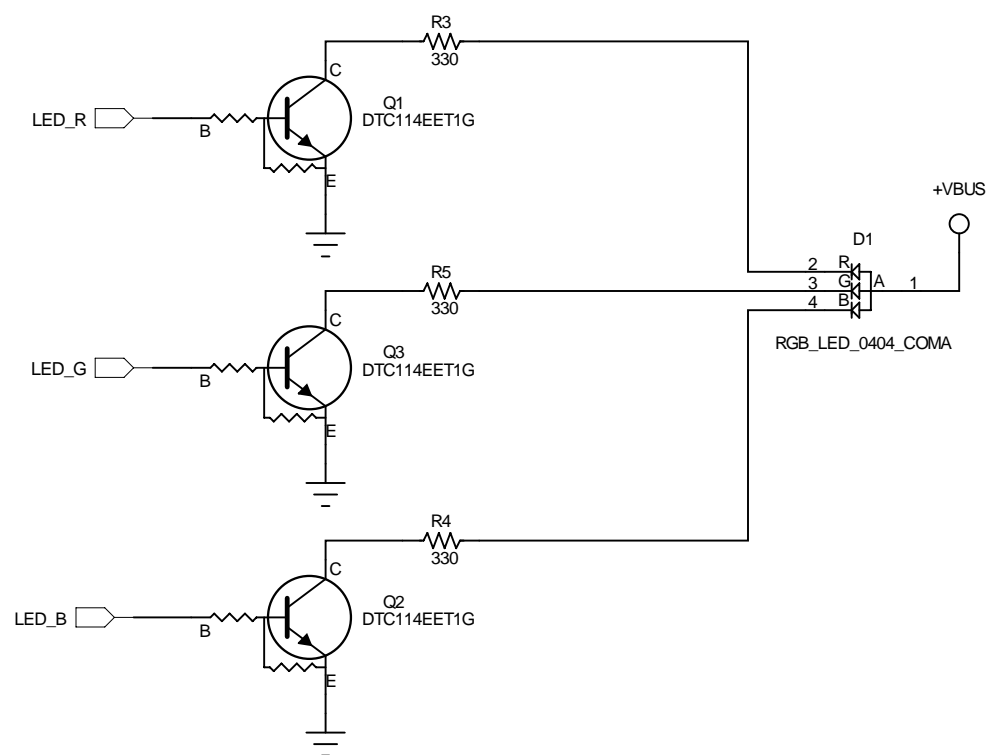 R3
330
C
Q1
DTC114EET1G
LED_R
B
E
+VBUS
D1
2 R
3 G A 1
4 B
RGB_LED_0404_COMA
R5
330
C
Q3
DTC114EET1G
LED_G
B
E
R4
330
C
Q2
DTC114EET1G
LED_B
B
E